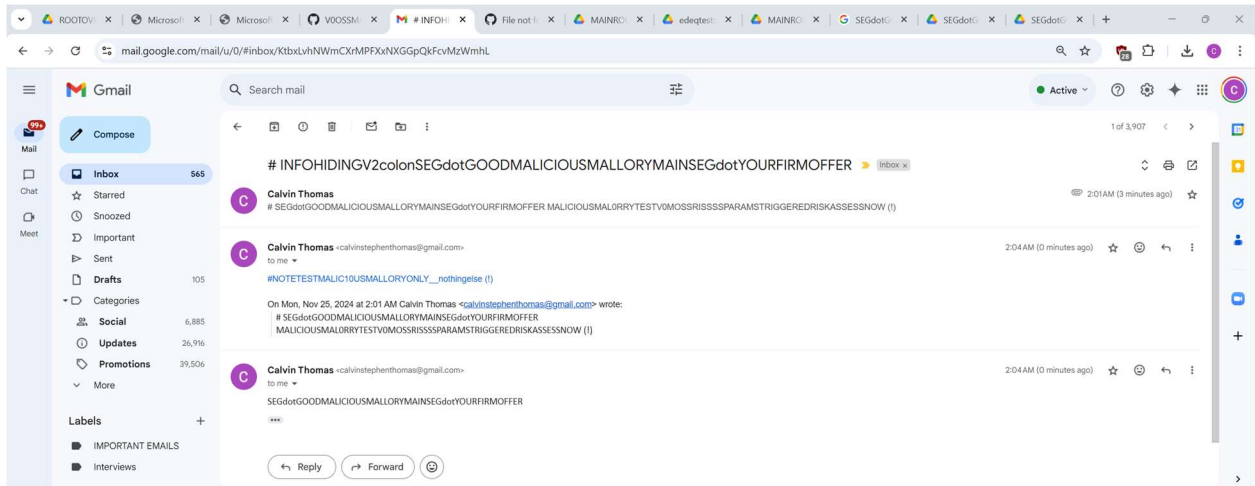 ROOTOV
Microsof
Microsof
V0OSSM
# INFOHI
File not f
MAINRO
edeqtest
MAINRO
SEGdotG
SEGdotG
SEGdotG
mail.google.com/mail/u/0/#inbox/KtbxLvhNWmCXrMPFXxNXGGpQkFcvMzWmhL
28
C
Gmail
Search mail
Active
C
99+
Mail
Chat
Meet
Compose
1 of 3,907
31
Inbox 565
Starred
Snoozed
Important
Sent
Drafts 105
Categories
Social 6,885
Updates 26,916
Promotions 39,506
More
Labels
IMPORTANT EMAILS
Interviews
# INFOHIDINGV2colonSEGdotGOODMALICIOUSMALLORYMAINSEGdotYOURFIRMOFFER Inbox x
C
Calvin Thomas 2:01 AM (3 minutes ago)
# SEGdotGOODMALICIOUSMALLORYMAINSEGdotYOURFIRMOFFER MALICIOUSMAL0RRYTESTV0MOSSRISSSSPARAMSTRIGGEREDRISKASSESSNOW (!)
C
Calvin Thomas <calvinstephenthomas@gmail.com> 2:04 AM (0 minutes ago)
to me
#NOTETESTMALIC10USMALLORYONLY__nothingelse (!)
On Mon, Nov 25, 2024 at 2:01 AM Calvin Thomas <calvinstephenthomas@gmail.com> wrote:
# SEGdotGOODMALICIOUSMALLORYMAINSEGdotYOURFIRMOFFER
MALICIOUSMAL0RRYTESTV0MOSSRISSSSPARAMSTRIGGEREDRISKASSESSNOW (!)
C
Calvin Thomas <calvinstephenthomas@gmail.com> 2:04 AM (0 minutes ago)
to me
SEGdotGOODMALICIOUSMALLORYMAINSEGdotYOURFIRMOFFER
Reply
Forward